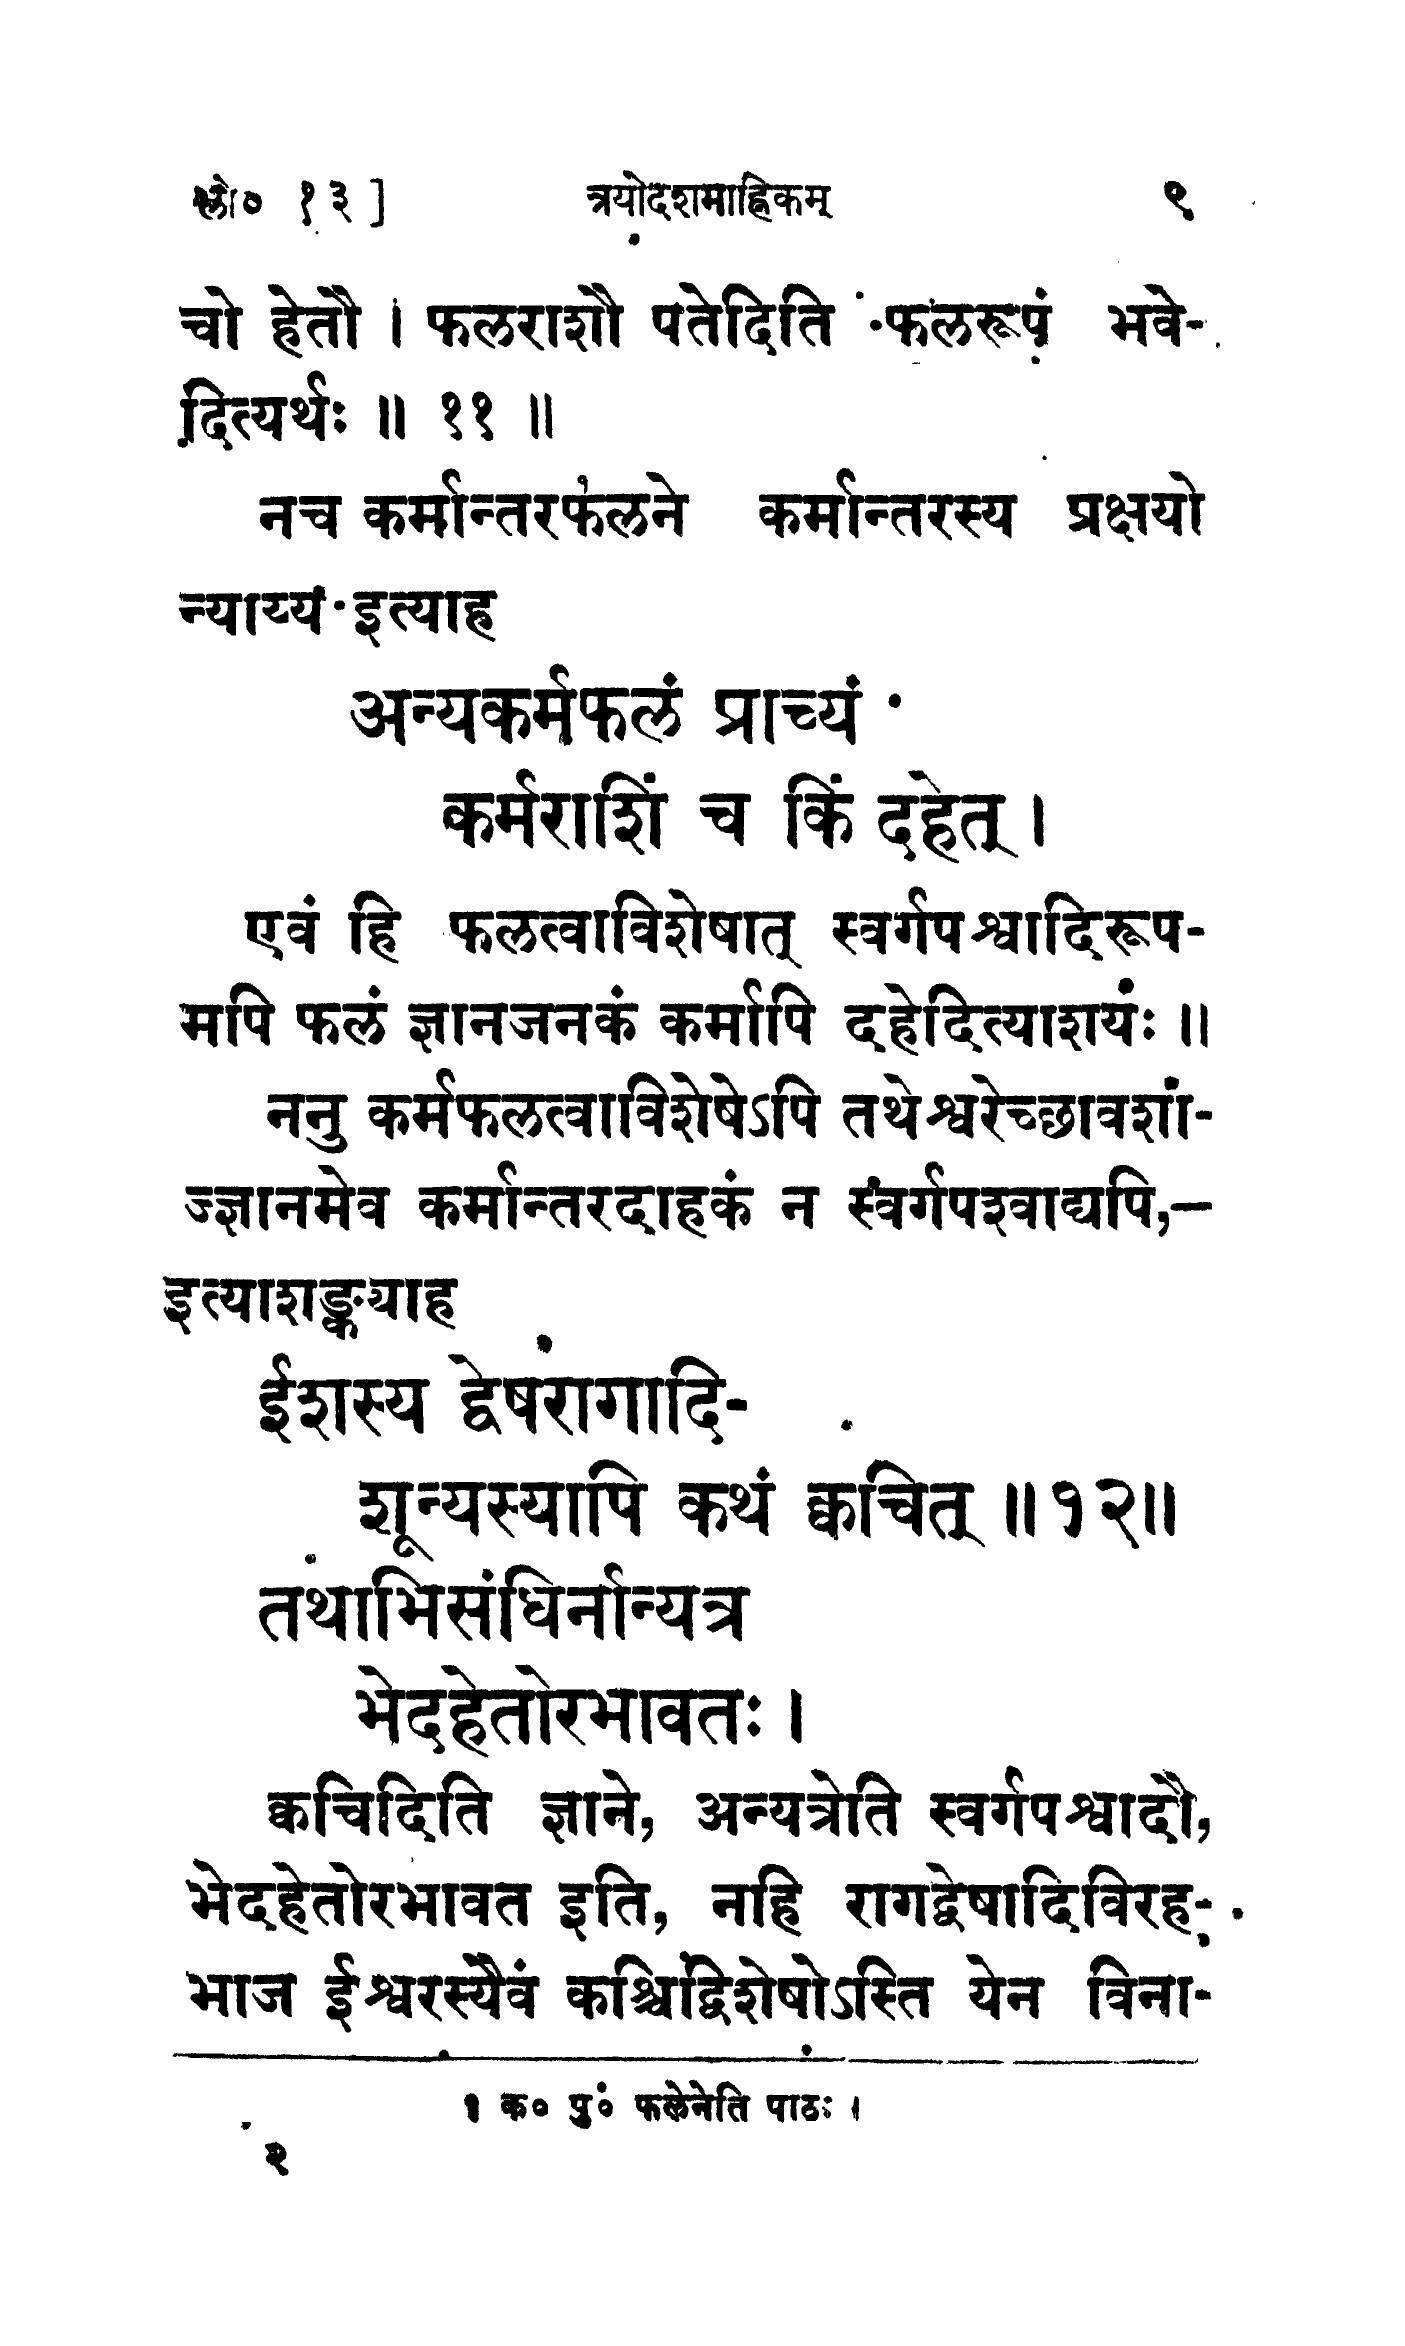 श्लो० १३] त्रयोदशमाह्निकम् ९
चो हेतौ । फलराशौ पतेदिति फलरूपं भवे-
दित्यर्थः ॥ ११ ॥
नच कर्मान्तरफलने कर्मान्तरस्य प्रक्षयो
न्याय्य इत्याह
अन्यकर्मफलं प्राच्यं
कर्मराशिं च किं दहेत् ।
एवं हि फलत्वाविशेषात् स्वर्गपश्वादिरूप-
मपि फलं ज्ञानजनकं कर्मापि दहेदित्याशयः ॥
ननु कर्मफलत्वाविशेषेऽपि तथेश्वरेच्छावशा-
ज्ज्ञानमेव कर्मान्तरदाहकं न स्वर्गपश्वाद्यपि,—
इत्याशङ्क्याह
ईशस्य द्वेषरागादि-
शून्यस्यापि कथं क्वचित् ॥१२॥
तथाभिसंधिर्नान्यत्र
भेदहेतोरभावतः ।
क्वचिदिति ज्ञाने, अन्यत्रेति स्वर्गपश्वादौ,
भेदहेतोरभावत इति, नहि रागद्वेषादिविरह-
भाज ईश्वरस्यैवं कश्चिद्विशेषोऽस्ति येन विना-
१ क० पु० फलेनेति पाठः ।
२